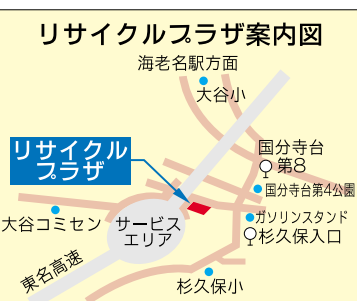 リサイクルプラザ案内図
海老名駅方面
大谷小
リサイクル
プラザ
国分寺台
第8
国分寺台第4公園
大谷コミセン
サービス
エリア
ガソリンスタンド
杉久保入口
東名高速
杉久保小